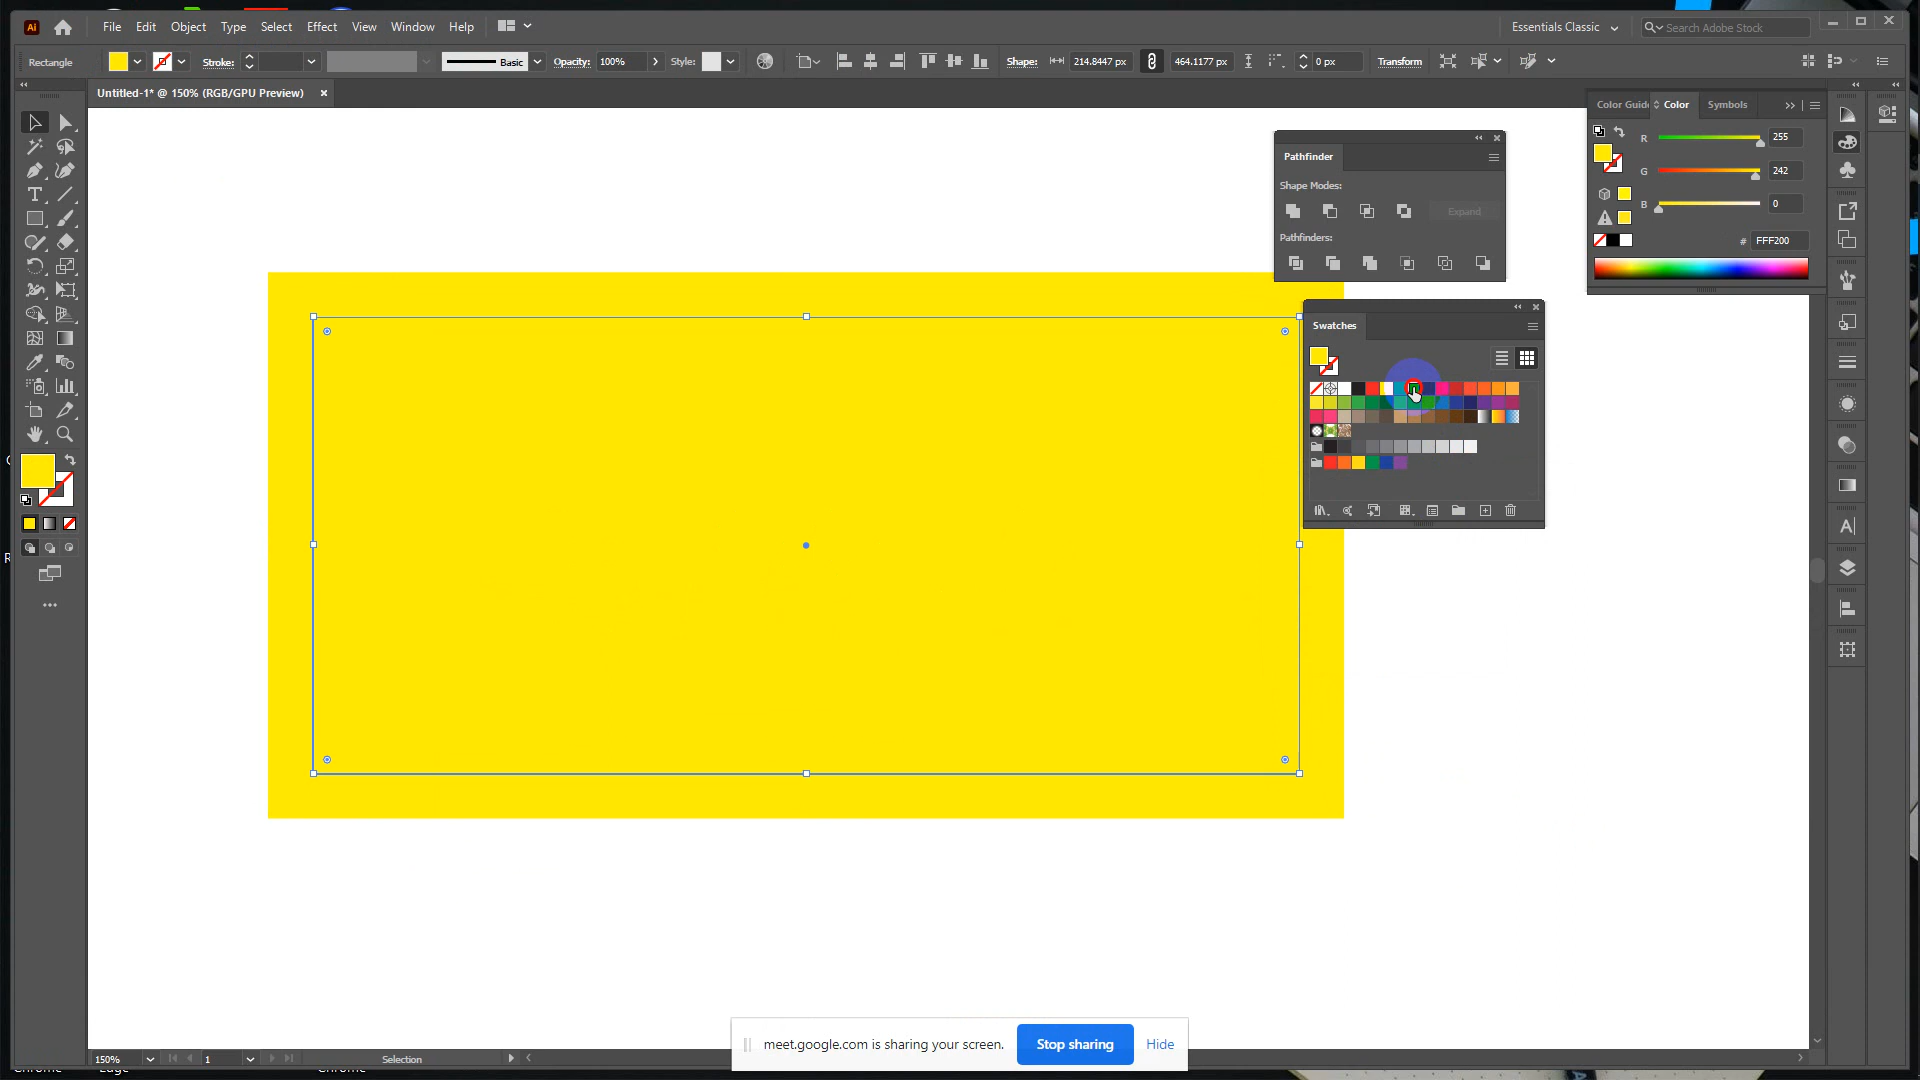 Ai File Edit Object Type Select Effect View Window Help Essentials Classic Search Adobe Stock
Rectangle Stroke: Basic Opacity: 100% Style: Shape: 214.8447 px 464.1177 px 0 px Transform
Untitled-1* @ 150% (RGB/GPU Preview)
Color Guide Color Symbols
R 255
G 242
B 0
# FFF200
Pathfinder
Shape Modes:
Expand
Pathfinders:
Swatches
150% 1 Selection
meet.google.com is sharing your screen. Stop sharing Hide